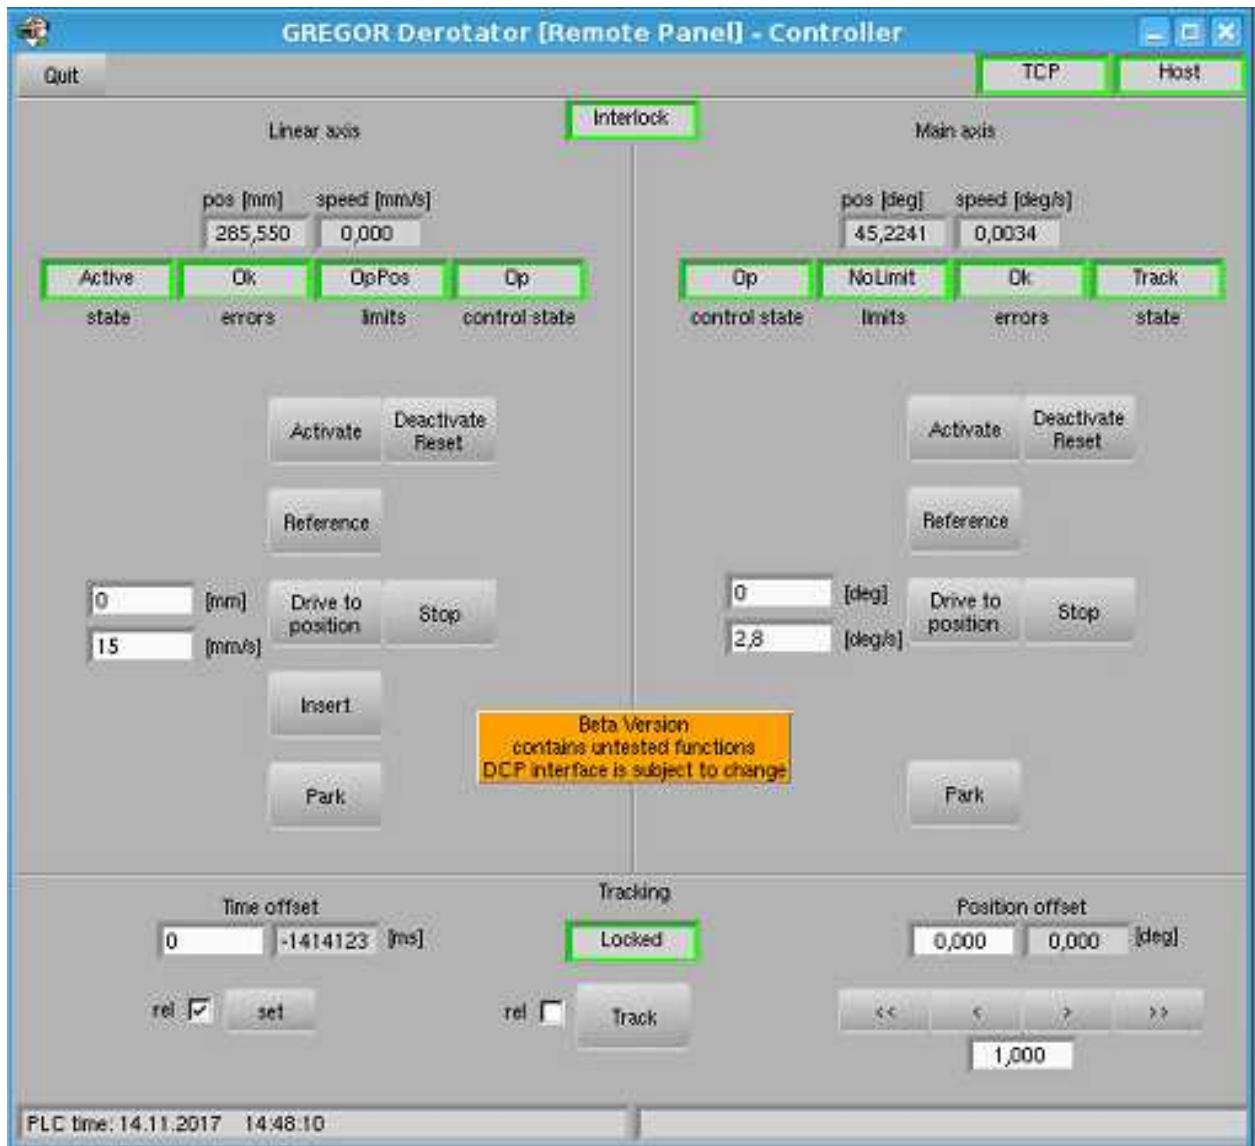 GREGOR Derotator [Remote Panel] - Controller
Quit
TCP
Host
Interlock
Linear axis
Main axis
pos [mm] speed [mm/s]
285,550 0,000
Active Ok OpPos Op
state errors limits control state
pos [deg] speed [deg/s]
45,2241 0,0034
Op NoLimit Ok Track
control state limits errors state
Activate
Deactivate
Reset
Reference
0 [mm]
15 [mm/s]
Drive to
position
Stop
Insert
Park
Activate
Deactivate
Reset
Reference
0 [deg]
2,8 [deg/s]
Drive to
position
Stop
Park
Beta Version
contains untested functions
DCP interface is subject to change
Time offset
0 -1414123 [ms]
rel set
Tracking
Locked
rel Track
Position offset
0,000 0,000 [deg]
<< < > >>
1,000
PLC time: 14.11.2017 14:48:10